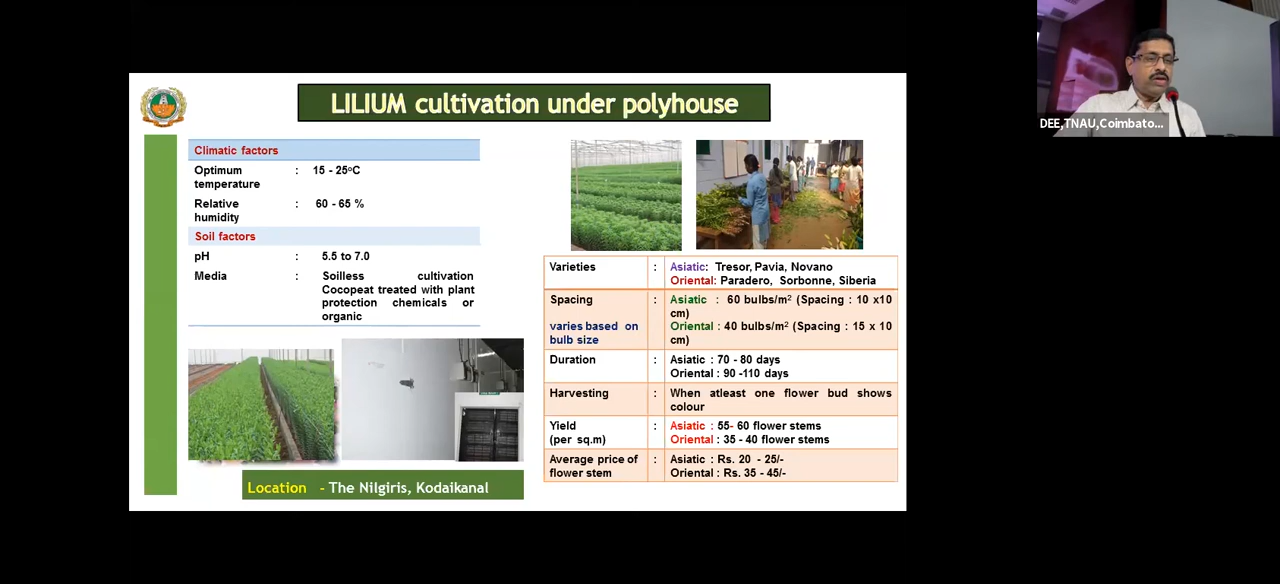 LILIUM cultivation under polyhouse
Climatic factors
Optimum temperature : 15 - 25°C
Relative humidity : 60 - 65 %
Soil factors
pH : 5.5 to 7.0
Media : Soilless cultivation
Cocopeat treated with plant
protection chemicals or
organic
Location - The Nilgiris, Kodaikanal
Varieties : Asiatic: Tresor, Pavia, Novano
Oriental: Paradero, Sorbonne, Siberia
Spacing : Asiatic : 60 bulbs/m² (Spacing : 10 x10
cm)
varies based on Oriental : 40 bulbs/m² (Spacing : 15 x 10
bulb size cm)
Duration : Asiatic : 70 - 80 days
Oriental : 90 -110 days
Harvesting : When atleast one flower bud shows
colour
Yield : Asiatic : 55- 60 flower stems
(per sq.m) Oriental : 35 - 40 flower stems
Average price of : Asiatic : Rs. 20 - 25/-
flower stem Oriental : Rs. 35 - 45/-
DEE,TNAU,Coimbato...